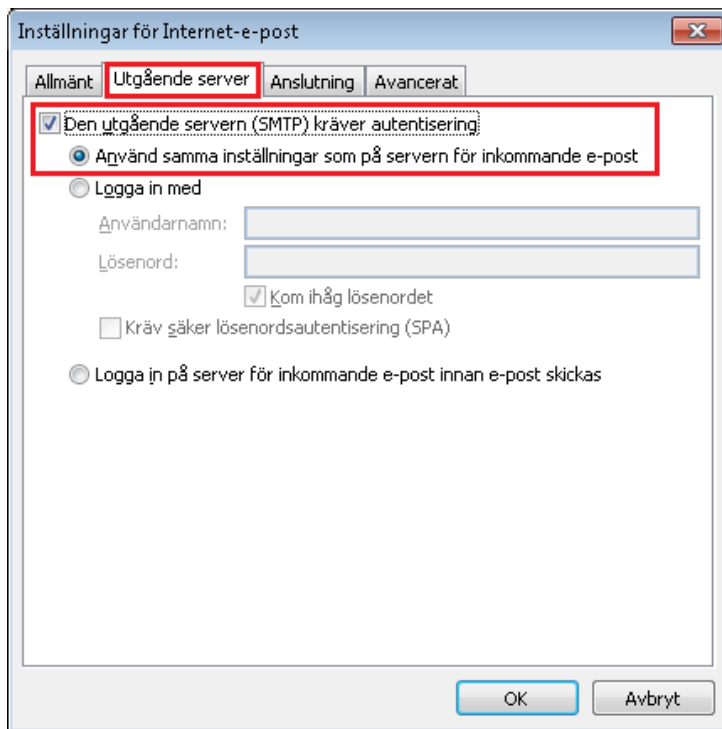 Inställningar för Internet-e-post
Allmänt Utgående server Anslutning Avancerat
Den utgående servern (SMTP) kräver autentisering
Använd samma inställningar som på servern för inkommande e-post
Logga in med
Användarnamn:
Lösenord:
Kom ihåg lösenordet
Kräv säker lösenordsautentisering (SPA)
Logga in på server för inkommande e-post innan e-post skickas
OK Avbryt